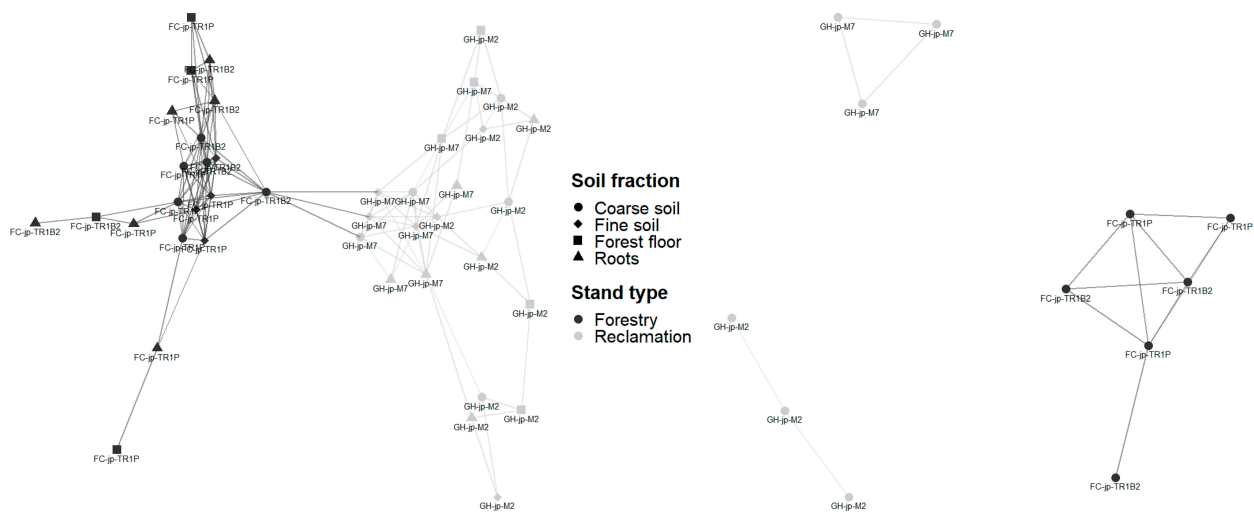 FC-jp-TR1P
FC-jp-TR1B2
FC-jp-TR1P
FC-jp-TR1B2
FC-jp-TR1P
FC-jp-TR1B2
FC-jp-TR1B2
FC-jp-TR1P
FC-jp-TR1P
FC-jp-TR1B2
FC-jp-TR1B2
FC-jp-TR1P
FC-jp-TR1P
FC-jp-TR1P
FC-jp-TR1P
FC-jp-TR1P
FC-jp-TR1P
GH-jp-M2
GH-jp-M7
GH-jp-M2
GH-jp-M2
GH-jp-M2
GH-jp-M7
GH-jp-M7
GH-jp-M7
GH-jp-M7
GH-jp-M2
GH-jp-M7
GH-jp-M2
GH-jp-M7
GH-jp-M7
GH-jp-M2
GH-jp-M7
GH-jp-M7
GH-jp-M2
GH-jp-M2
GH-jp-M2
GH-jp-M2
GH-jp-M2
Soil fraction
Coarse soil
Fine soil
Forest floor
Roots
Stand type
Forestry
Reclamation
GH-jp-M7
GH-jp-M7
GH-jp-M7
GH-jp-M2
GH-jp-M2
GH-jp-M2
FC-jp-TR1P
FC-jp-TR1P
FC-jp-TR1B2
FC-jp-TR1B2
FC-jp-TR1P
FC-jp-TR1B2